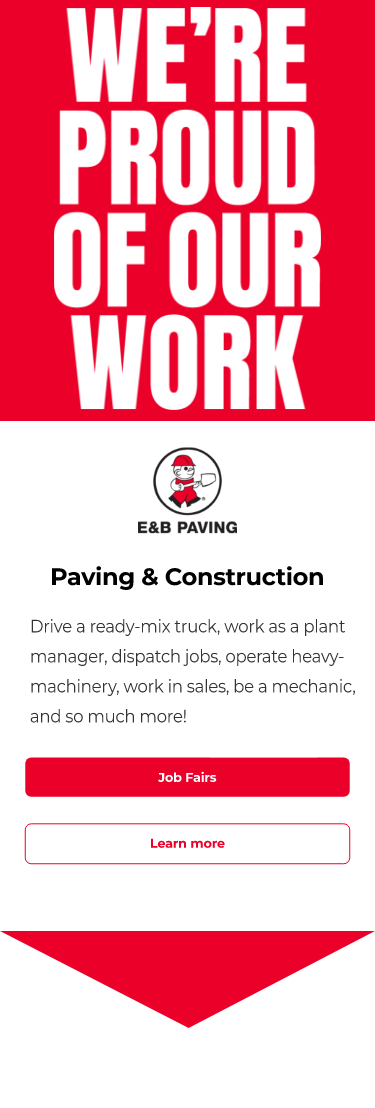 WE'RE
PROUD
OF OUR
WORK
E&B PAVING
Paving & Construction
Drive a ready-mix truck, work as a plant
manager, dispatch jobs, operate heavy-
machinery, work in sales, be a mechanic,
and so much more!
Job Fairs
Learn more